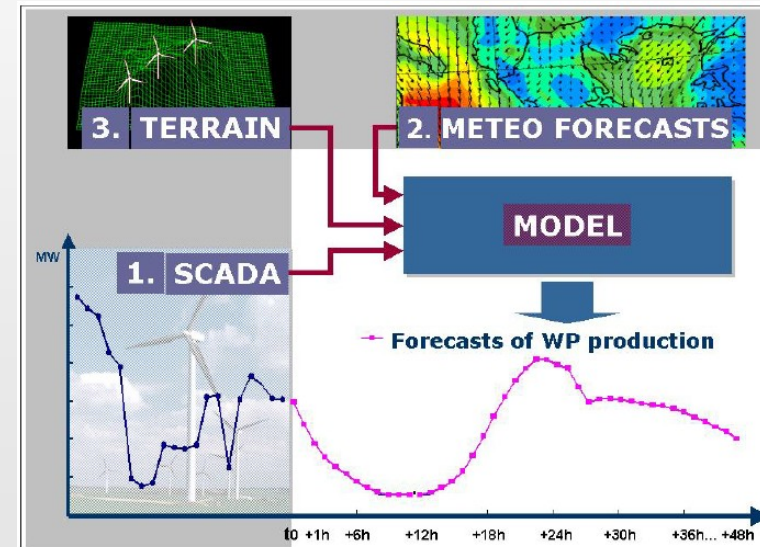 3. TERRAIN
2. METEO FORECASTS
MODEL
1. SCADA
MW
Forecasts of WP production
t0 +1h +6h +12h +18h +24h +30h +36h... +48h